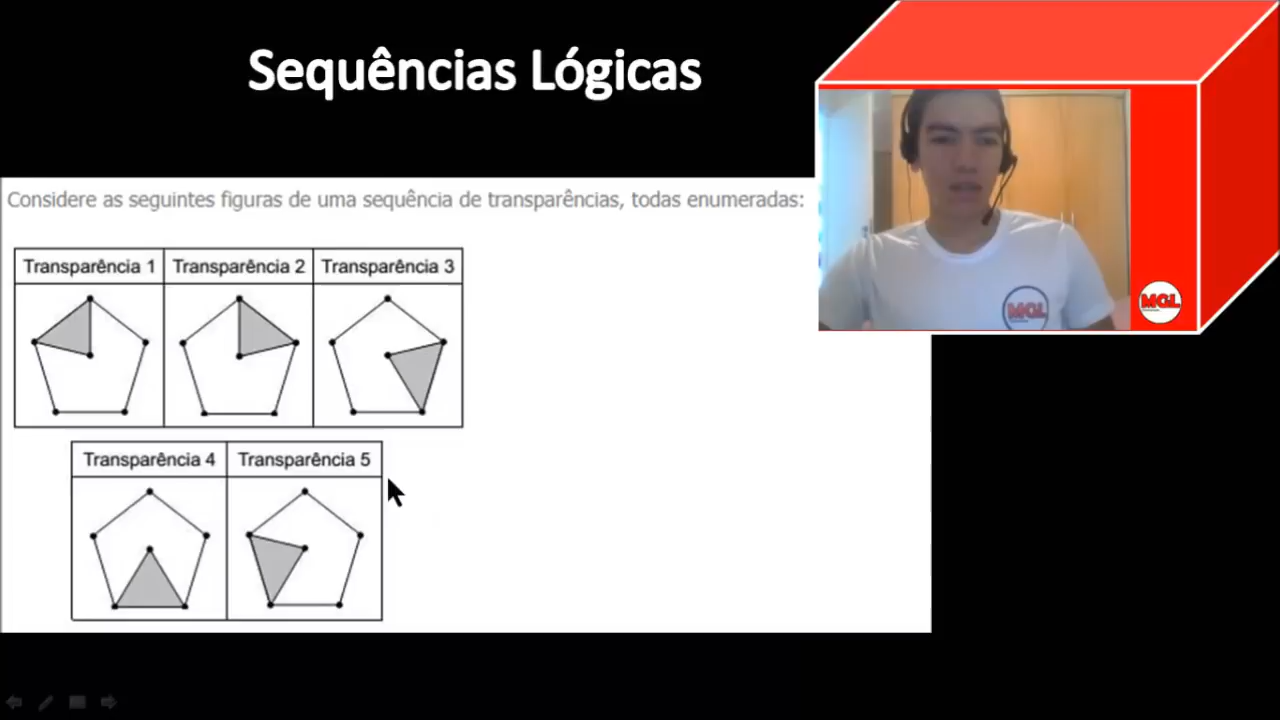 Sequências Lógicas
Considere as seguintes figuras de uma sequência de transparências, todas enumeradas:
Transparência 1 Transparência 2 Transparência 3
Transparência 4 Transparência 5
MGL
MGL